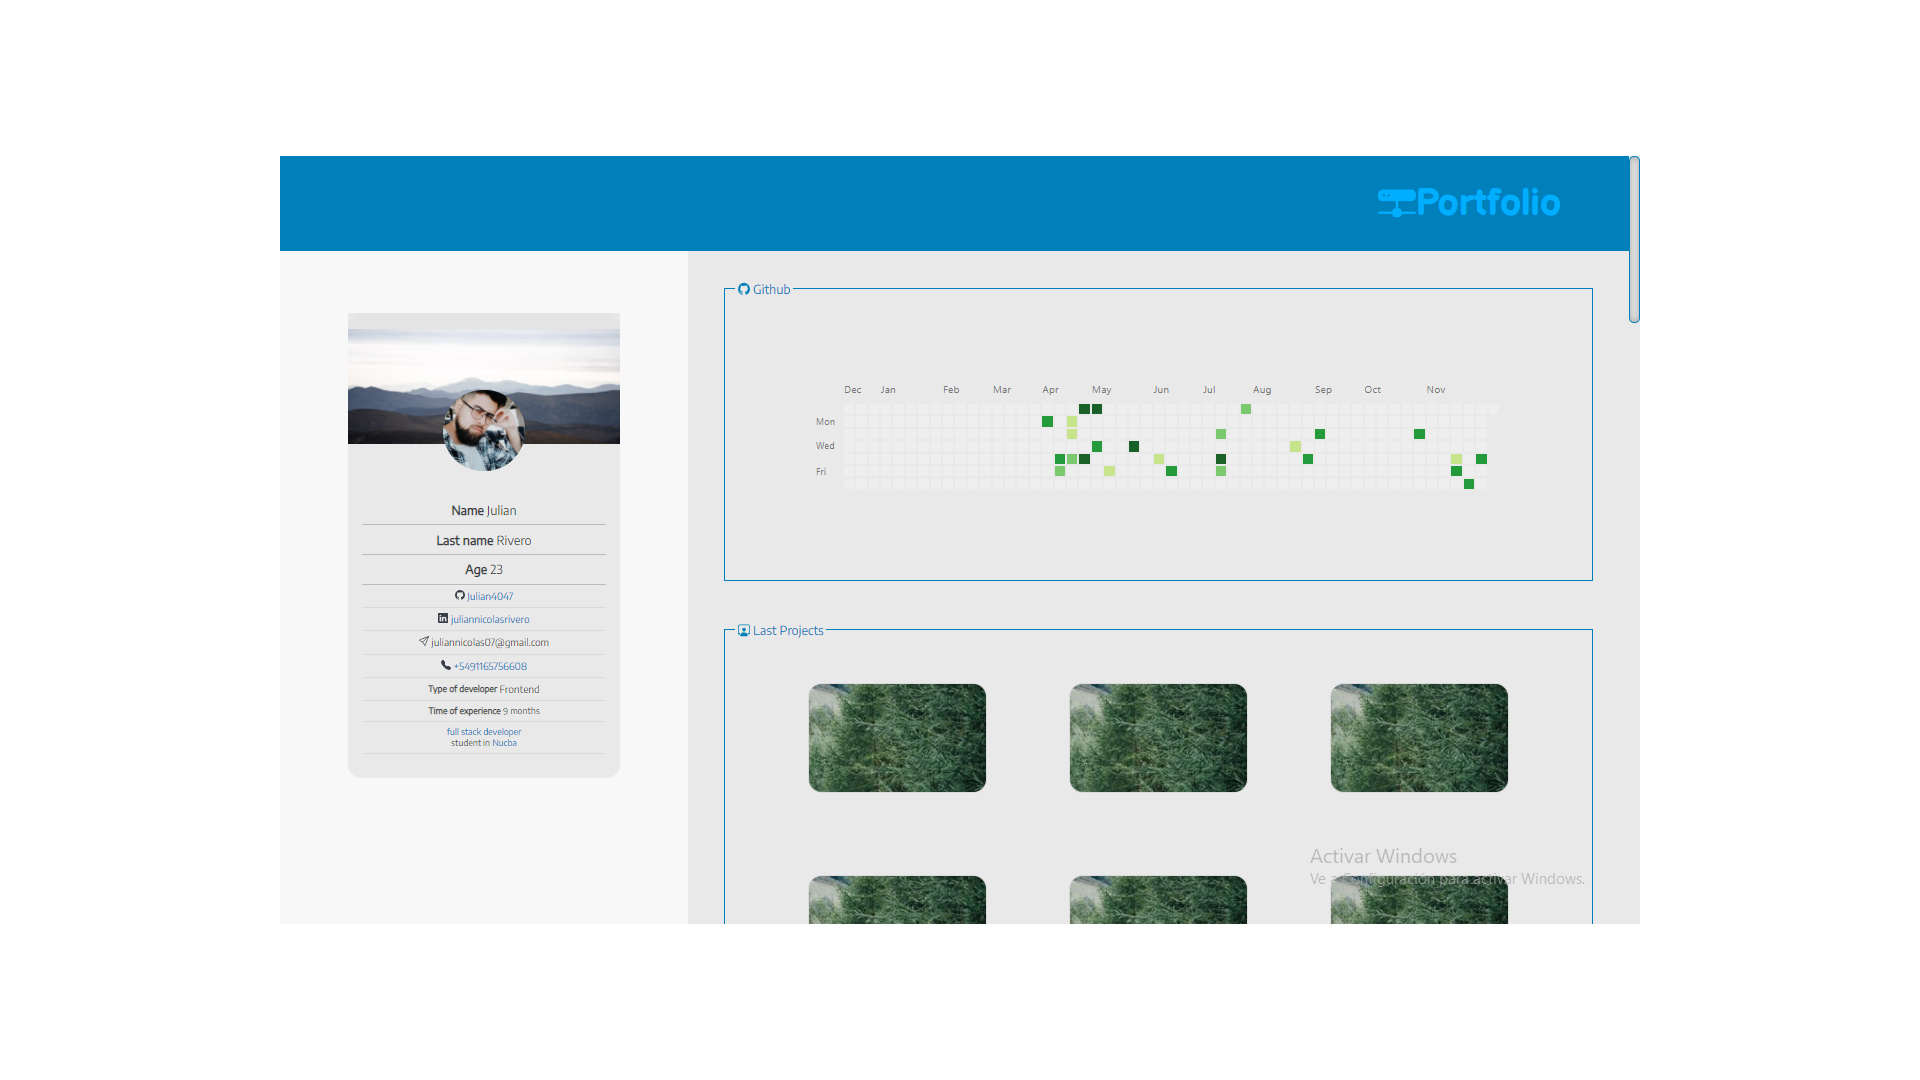 Portfolio
Name Julian
Last name Rivero
Age 23
Julian4047
juliannicolasrivero
juliannicolas07@gmail.com
+5491165756608
Type of developer Frontend
Time of experience 9 months
full stack developer
student in Nucba
Github
Dec Jan Feb Mar Apr May Jun Jul Aug Sep Oct Nov
Mon
Wed
Fri
Last Projects
Activar Windows
Ve a Configuración para activar Windows.